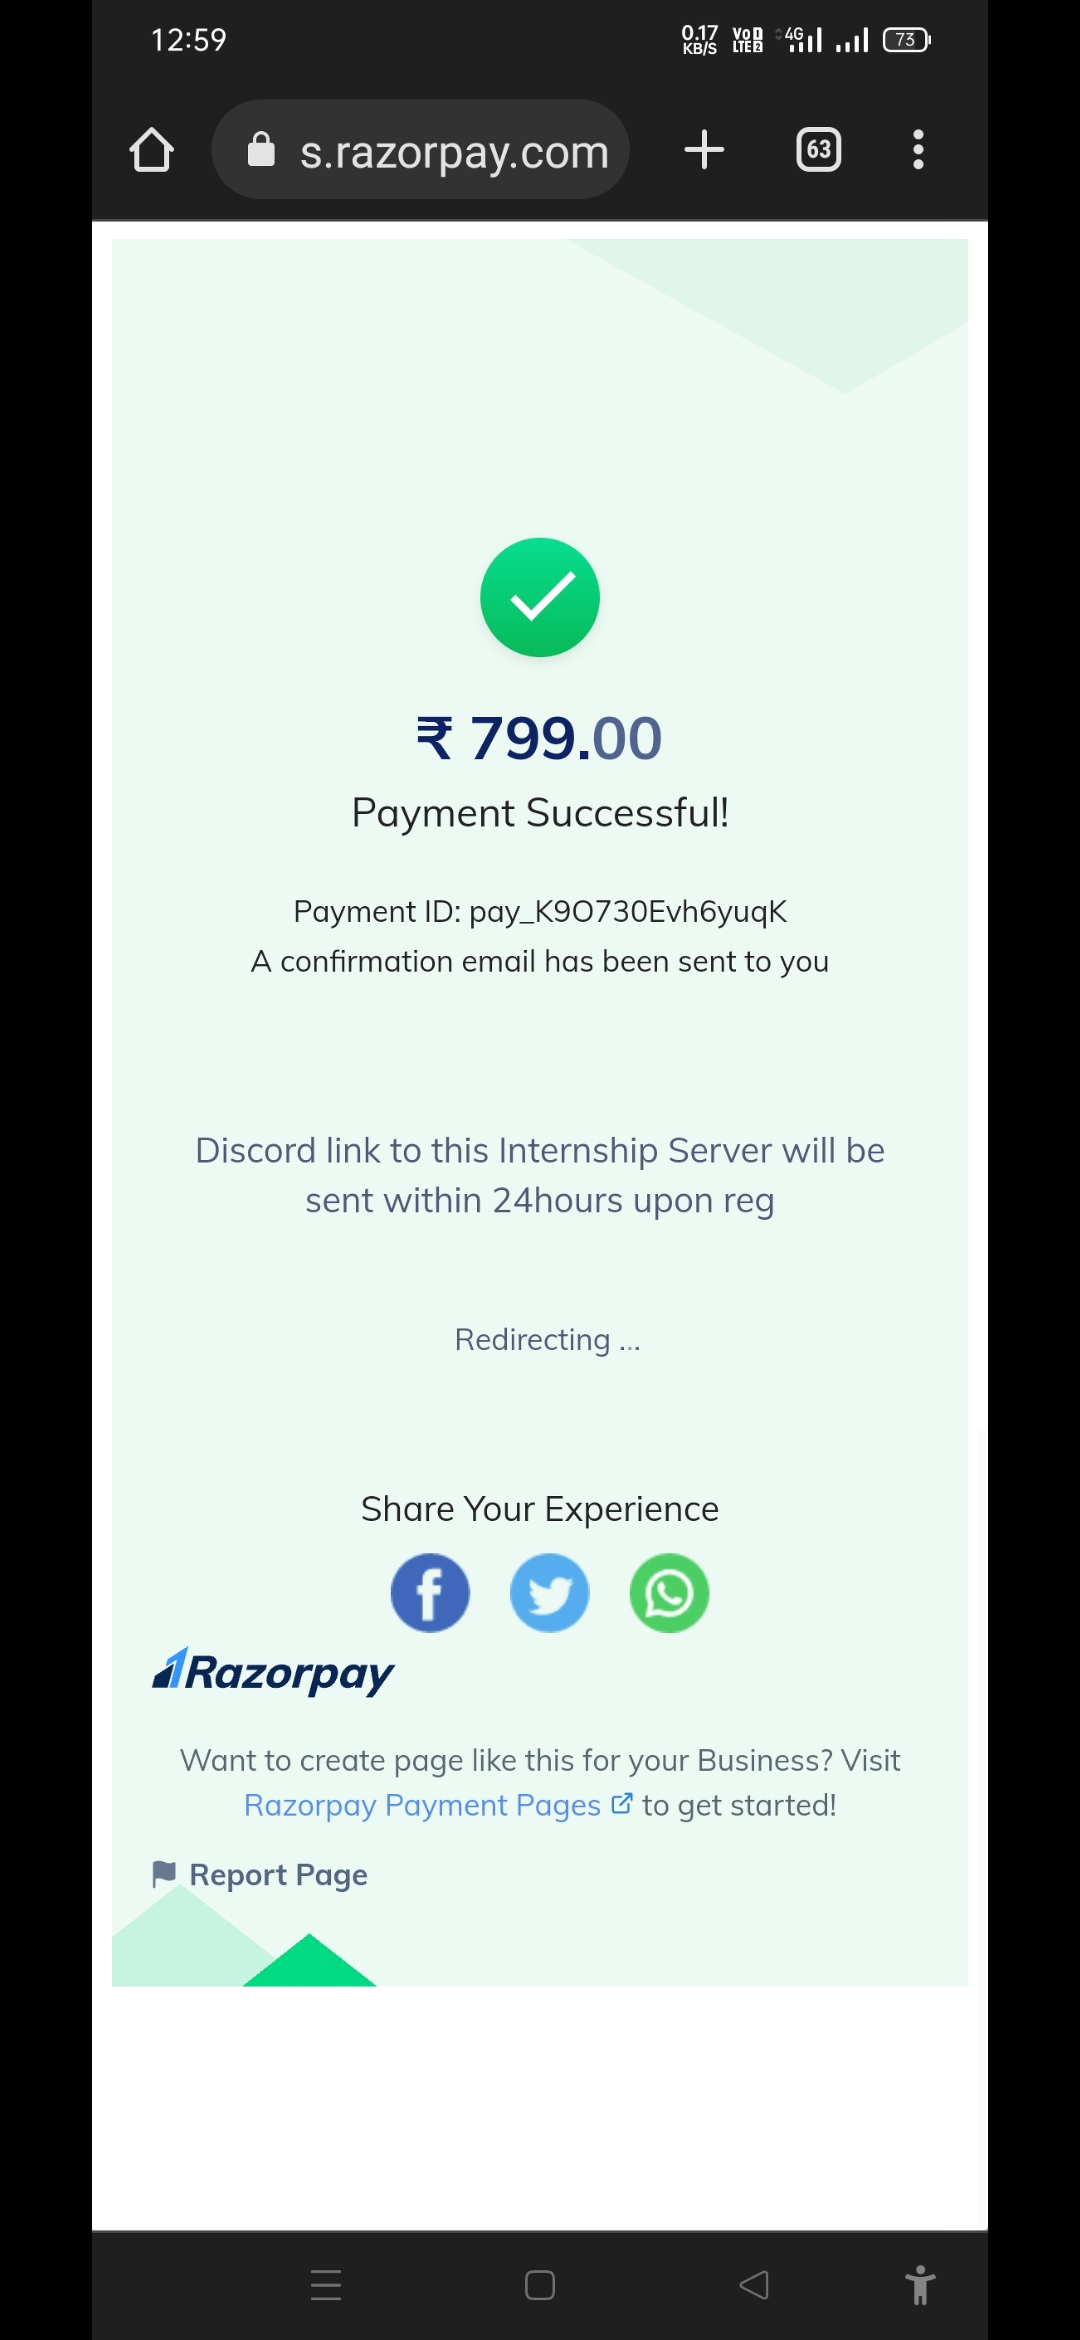 12:59
0.17
KB/S
Vo 1
LTE 2
4G
73
s.razorpay.com
63
₹ 799.00
Payment Successful!
Payment ID: pay_K9O730Evh6yuqK
A confirmation email has been sent to you
Discord link to this Internship Server will be
sent within 24hours upon reg
Redirecting ...
Share Your Experience
Razorpay
Want to create page like this for your Business? Visit
Razorpay Payment Pages to get started!
Report Page